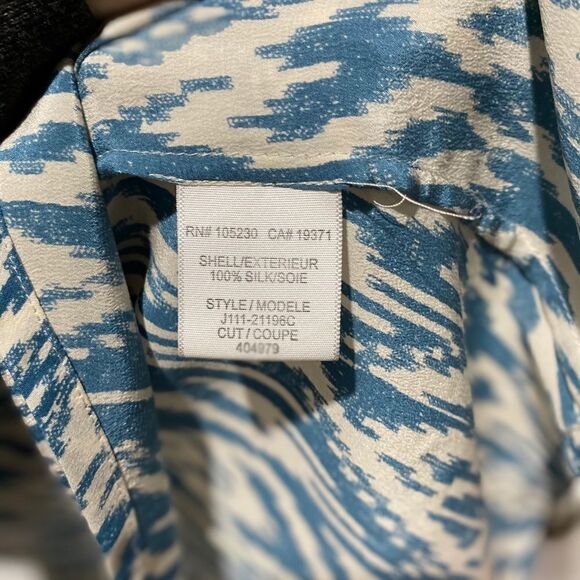 RN# 105230 CA# 19371
SHELL/EXTERIEUR
100% SILK/SOIE
STYLE / MODELE
J111-21196C
CUT / COUPE
404979